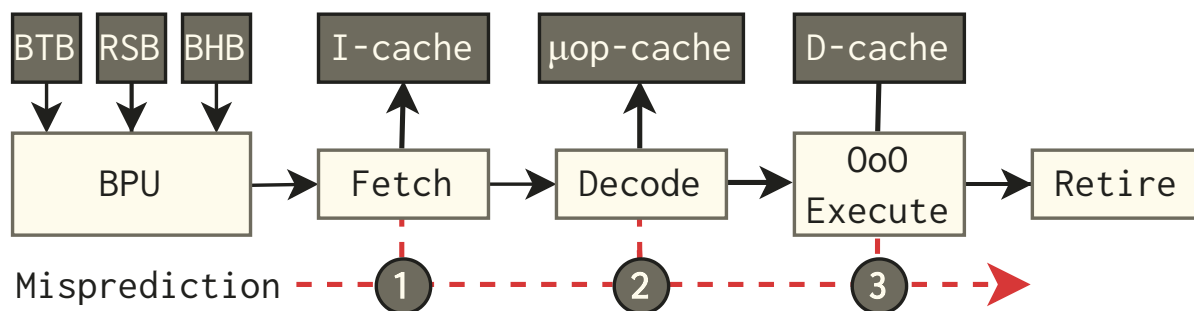 BTB RSB BHB I-cache μop-cache D-cache
BPU Fetch Decode OoO Execute Retire
Misprediction 1 2 3